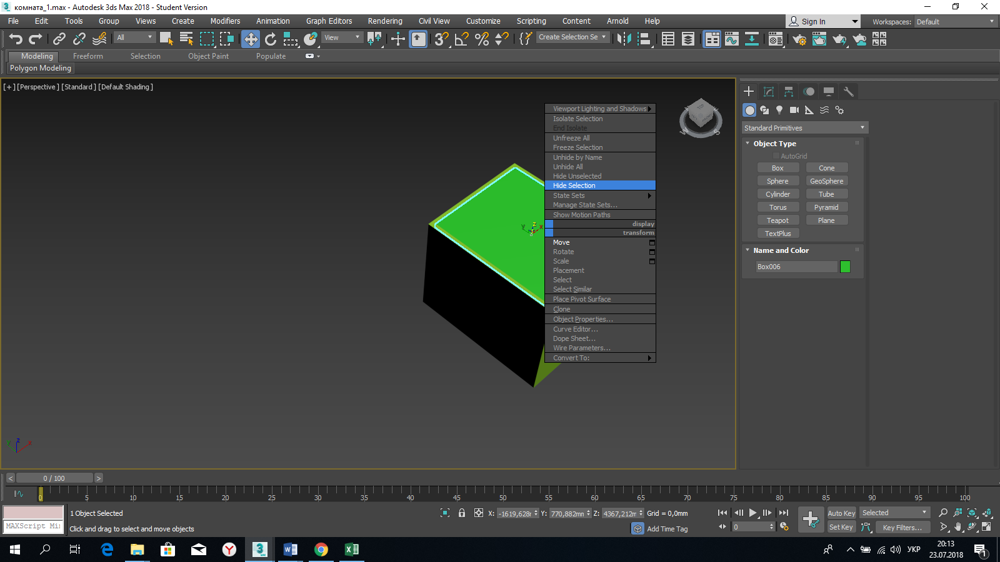 комната_1.max - Autodesk 3ds Max 2018 - Student Version
File Edit Tools Group Views Create Modifiers Animation Graph Editors Rendering Civil View Customize Scripting Content Arnold Help
Sign In
Workspaces: Default
All
View
Create Selection Se
Modeling Freeform Selection Object Paint Populate
Polygon Modeling
[+] [Perspective] [Standard] [Default Shading]
Viewport Lighting and Shadows
Isolate Selection
End Isolate
Unfreeze All
Freeze Selection
Unhide by Name
Unhide All
Hide Unselected
Hide Selection
State Sets
Manage State Sets...
Show Motion Paths
display
transform
Move
Rotate
Scale
Placement
Select
Select Similar
Place Pivot Surface
Clone
Object Properties...
Curve Editor...
Dope Sheet...
Wire Parameters...
Convert To:
Standard Primitives
Object Type
AutoGrid
Box Cone
Sphere GeoSphere
Cylinder Tube
Torus Pyramid
Teapot Plane
TextPlus
Name and Color
Box006
< 0 / 100 >
0 5 10 15 20 25 30 35 40 45 50 55 60 65 70 75 80 85 90 95 100
1 Object Selected
X: -1619,628r Y: 770,882mn Z: 4367,212m Grid = 0,0mm
Auto Key Selected
MAXScript Mi
Click and drag to select and move objects
Add Time Tag
0
Set Key Key Filters...
УКР
20:13
23.07.2018
1